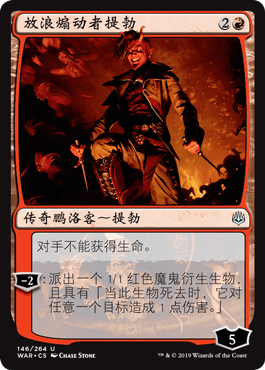 放浪煽动者提勃 2
传奇鹏洛客～提勃
对手不能获得生命。
-2：派出一个 1/1 红色魔鬼衍生生物，
且具有「当此生物死去时，它对
任意一个目标造成 1 点伤害。」
5
146/264 U
WAR • CS CHASE STONE
™ & © 2019 Wizards of the Coast